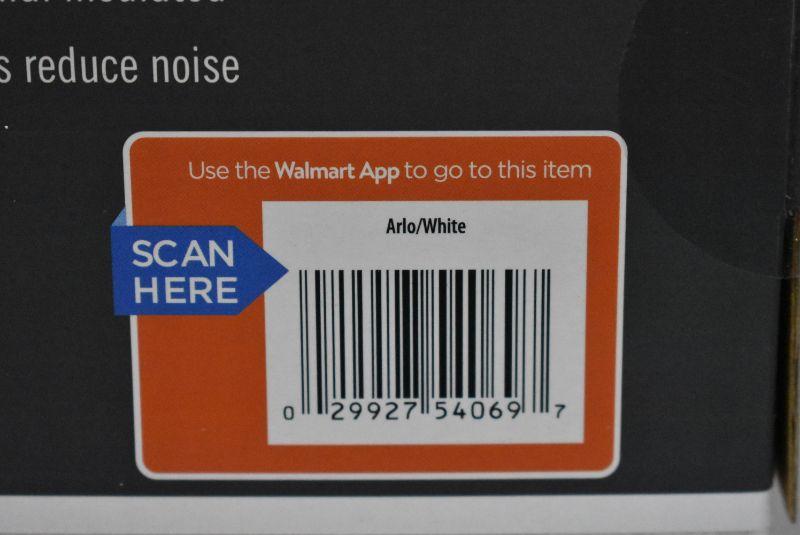 s reduce noise
Use the Walmart App to go to this item
Arlo/White
SCAN
HERE
0 29927 54069 7